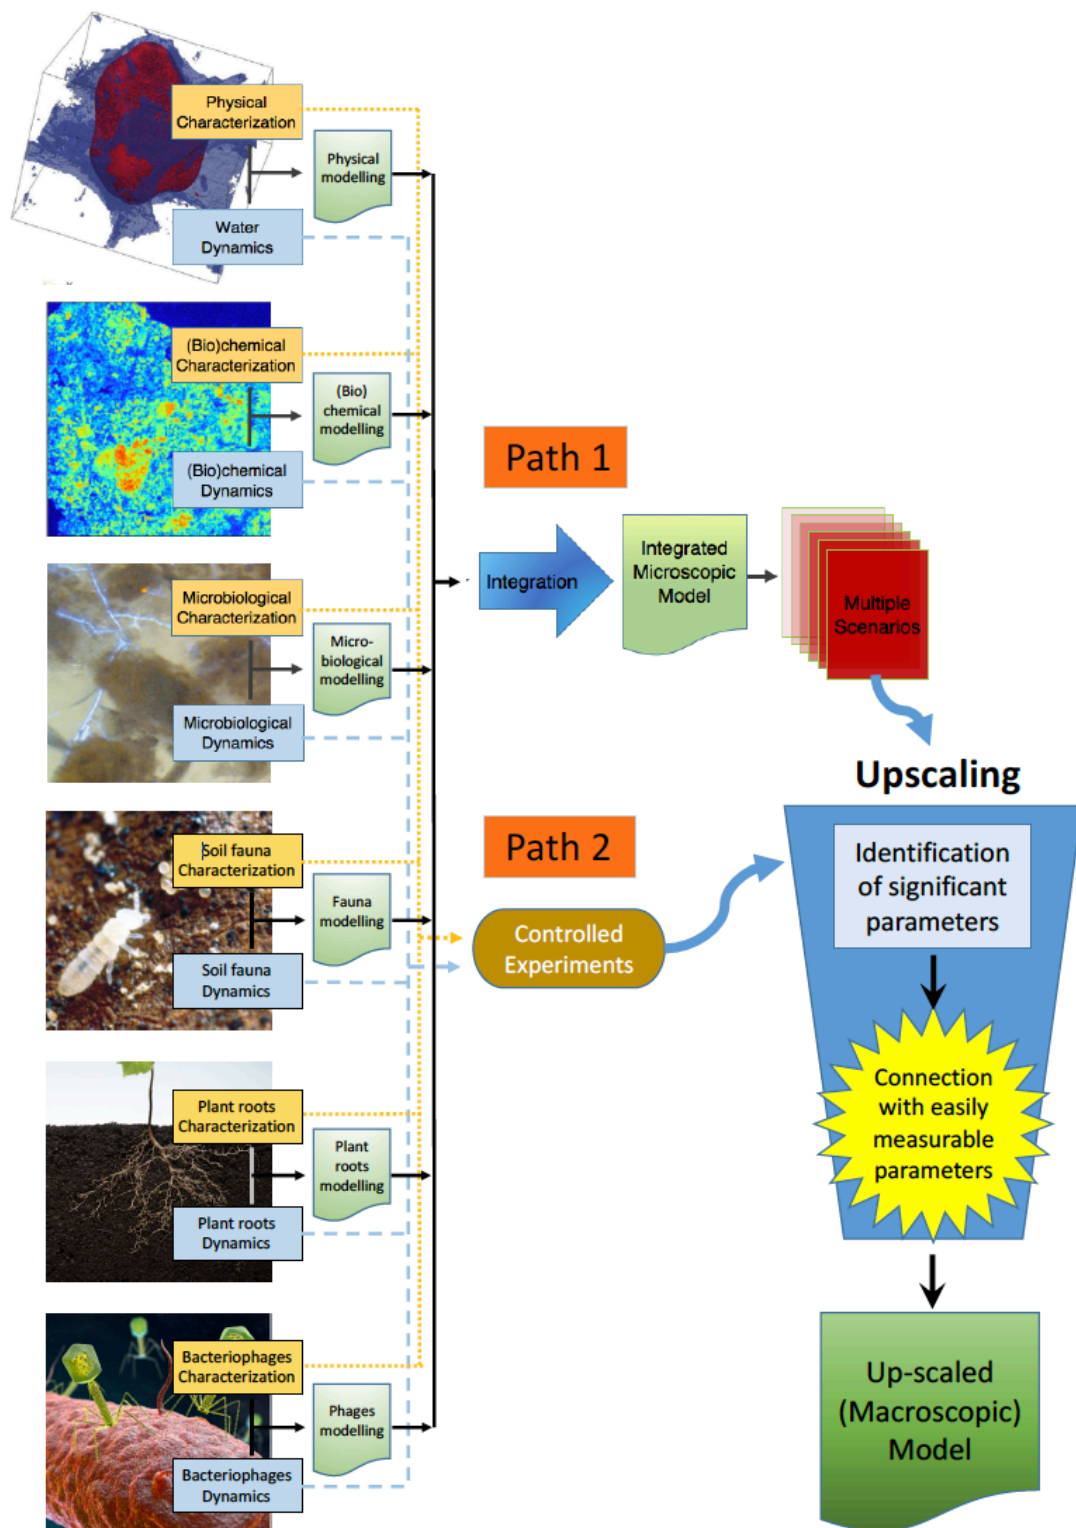 Physical
Characterization
Physical
modelling
Water
Dynamics
(Bio)chemical
Characterization
(Bio)
chemical
modelling
(Bio)chemical
Dynamics
Microbiological
Characterization
Micro-
biological
modelling
Microbiological
Dynamics
Soil fauna
Characterization
Fauna
modelling
Soil fauna
Dynamics
Plant roots
Characterization
Plant
roots
modelling
Plant roots
Dynamics
Bacteriophages
Characterization
Phages
modelling
Bacteriophages
Dynamics
Path 1
Integration
Integrated
Microscopic
Model
Multiple
Scenarios
Path 2
Controlled
Experiments
Upscaling
Identification
of significant
parameters
Connection
with easily
measurable
parameters
Up-scaled
(Macroscopic)
Model